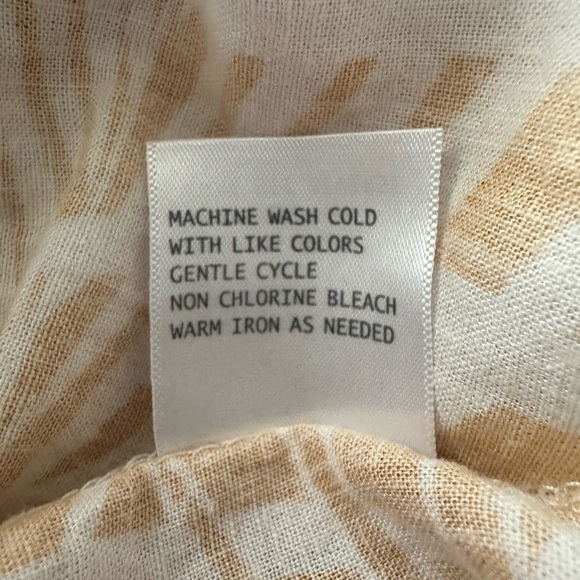 MACHINE WASH COLD
WITH LIKE COLORS
GENTLE CYCLE
NON CHLORINE BLEACH
WARM IRON AS NEEDED